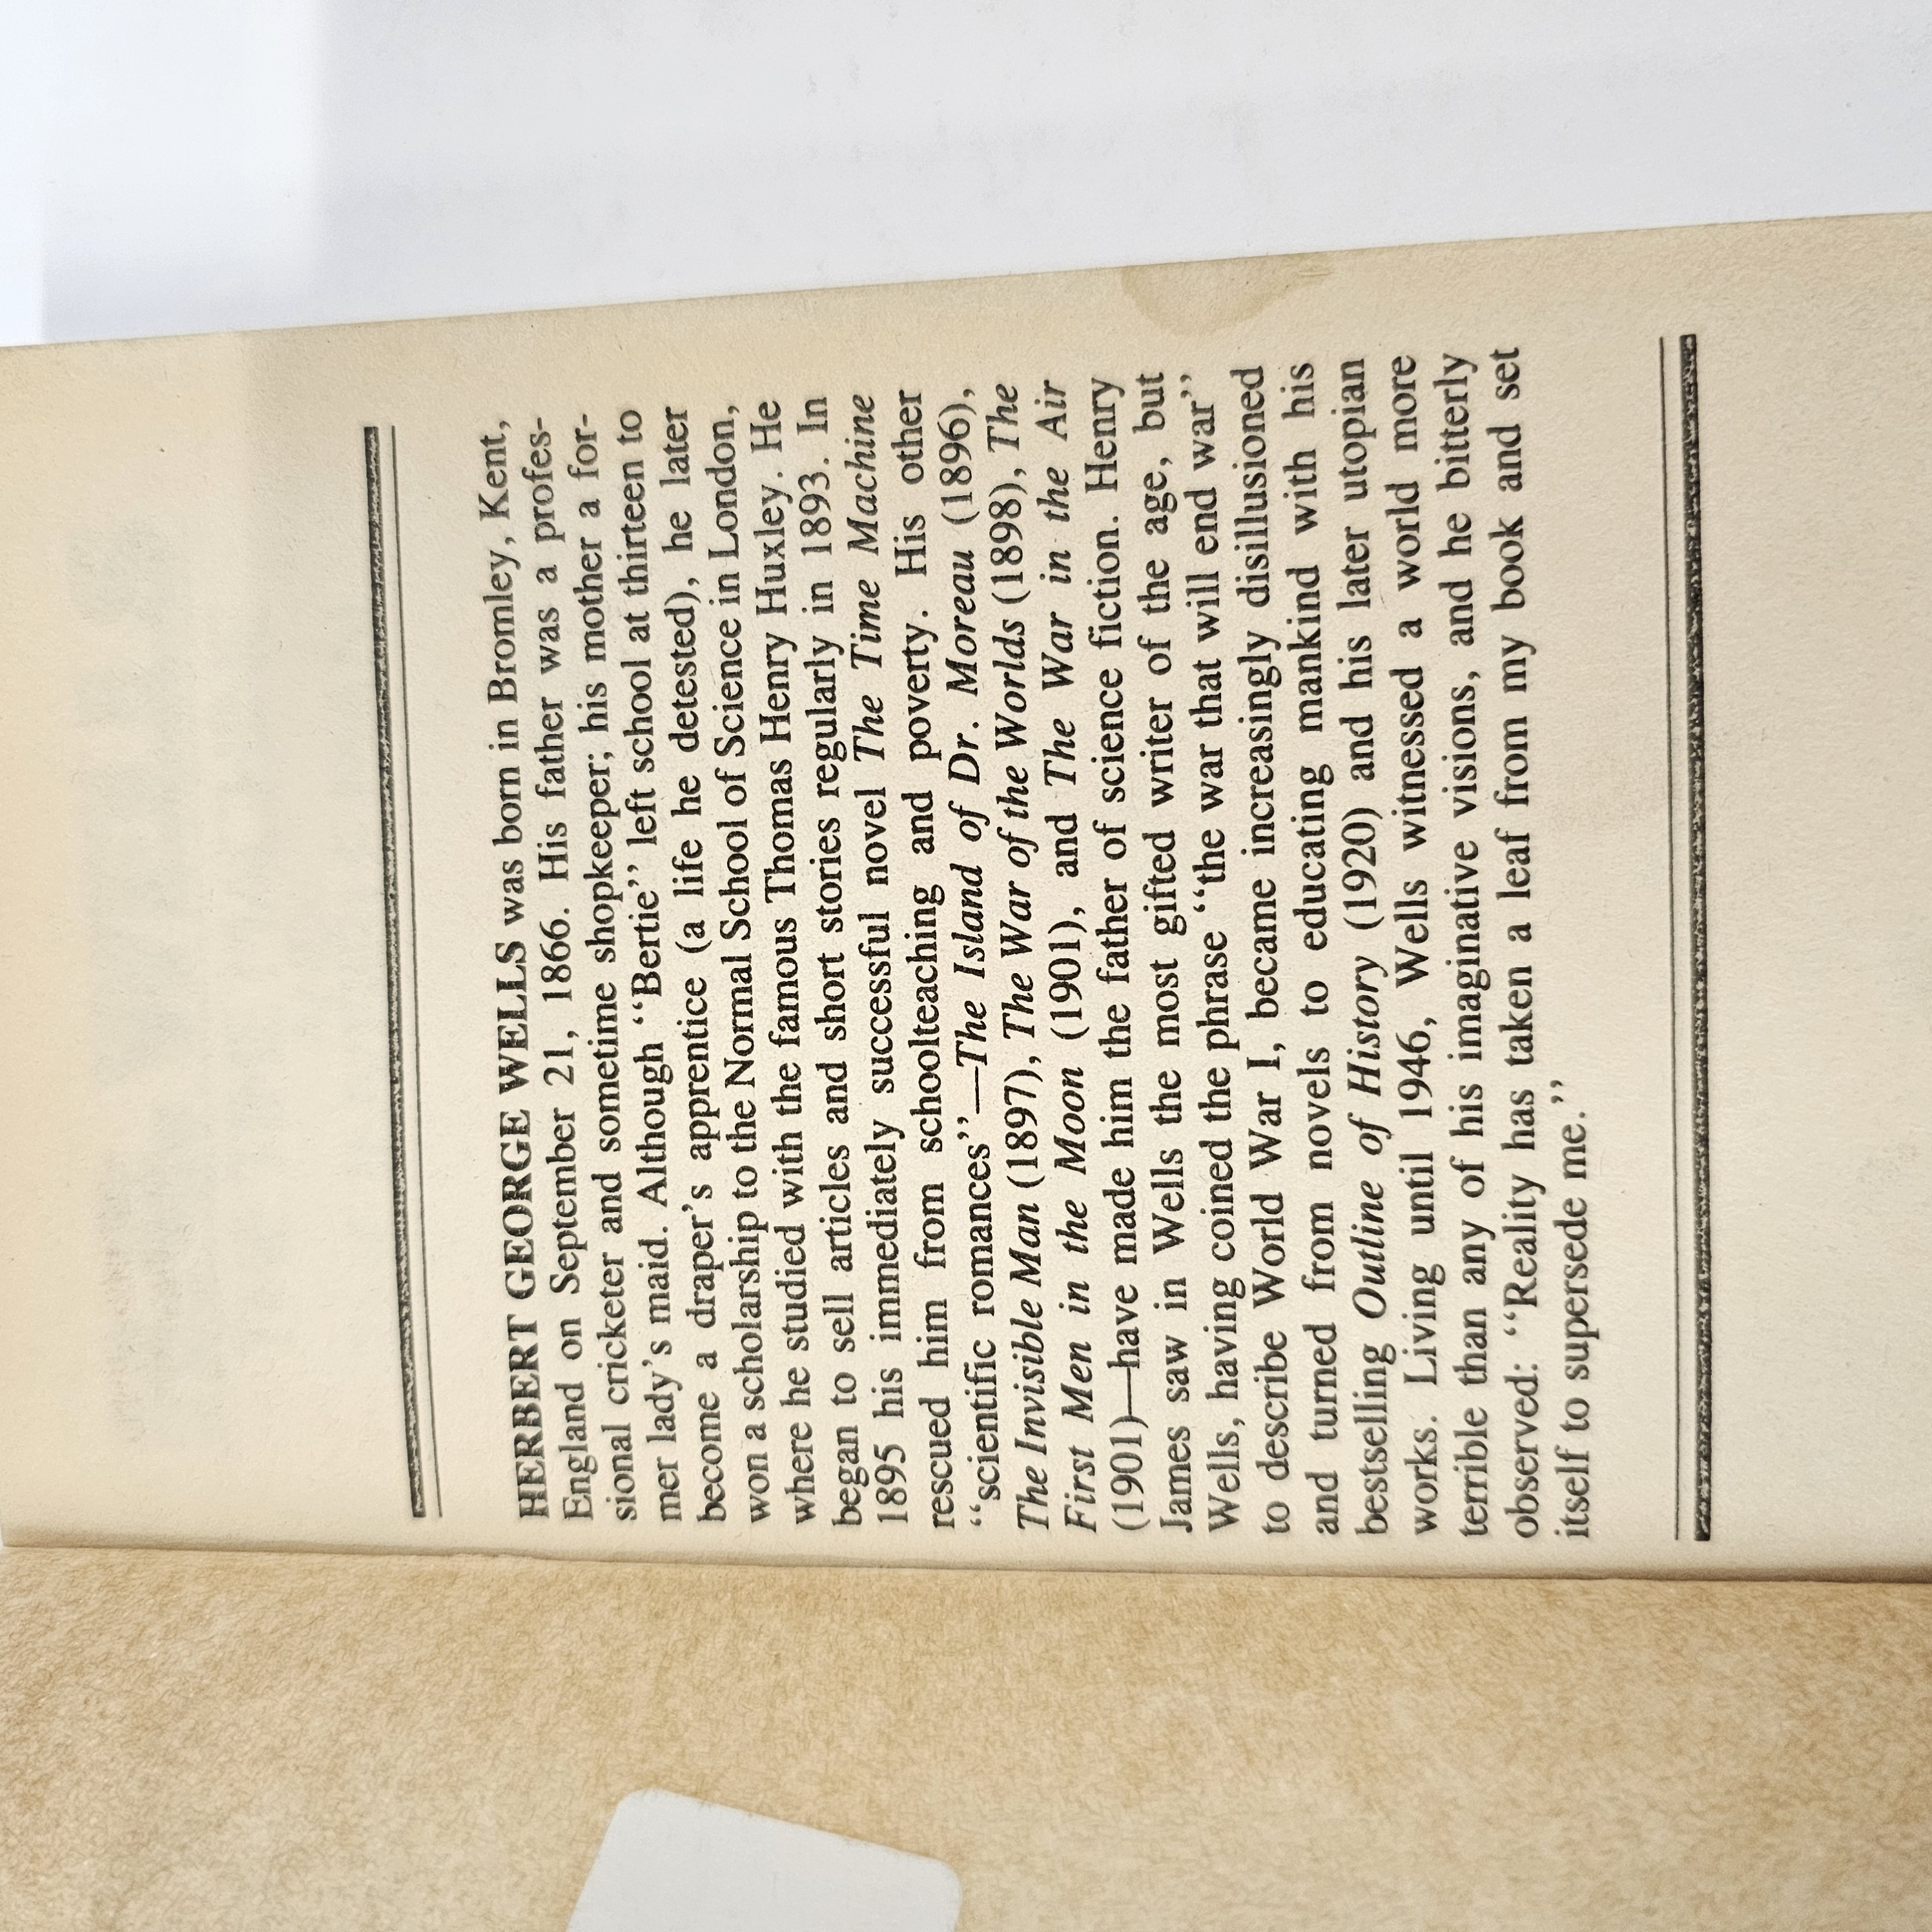 HERBERT GEORGE WELLS was born in Bromley, Kent,
England on September 21, 1866. His father was a profes-
sional cricketer and sometime shopkeeper; his mother a for-
mer lady's maid. Although ‘‘Bertie’’ left school at thirteen to
become a draper's apprentice (a life he detested), he later
won a scholarship to the Normal School of Science in London,
where he studied with the famous Thomas Henry Huxley. He
began to sell articles and short stories regularly in 1893. In
1895 his immediately successful novel The Time Machine
rescued him from schoolteaching and poverty. His other
‘‘scientific romances’’—The Island of Dr. Moreau (1896),
The Invisible Man (1897), The War of the Worlds (1898), The
First Men in the Moon (1901), and The War in the Air
(1901)—have made him the father of science fiction. Henry
James saw in Wells the most gifted writer of the age, but
Wells, having coined the phrase ‘‘the war that will end war’’
to describe World War I, became increasingly disillusioned
and turned from novels to educating mankind with his
bestselling Outline of History (1920) and his later utopian
works. Living until 1946, Wells witnessed a world more
terrible than any of his imaginative visions, and he bitterly
observed: ‘‘Reality has taken a leaf from my book and set
itself to supersede me.’’